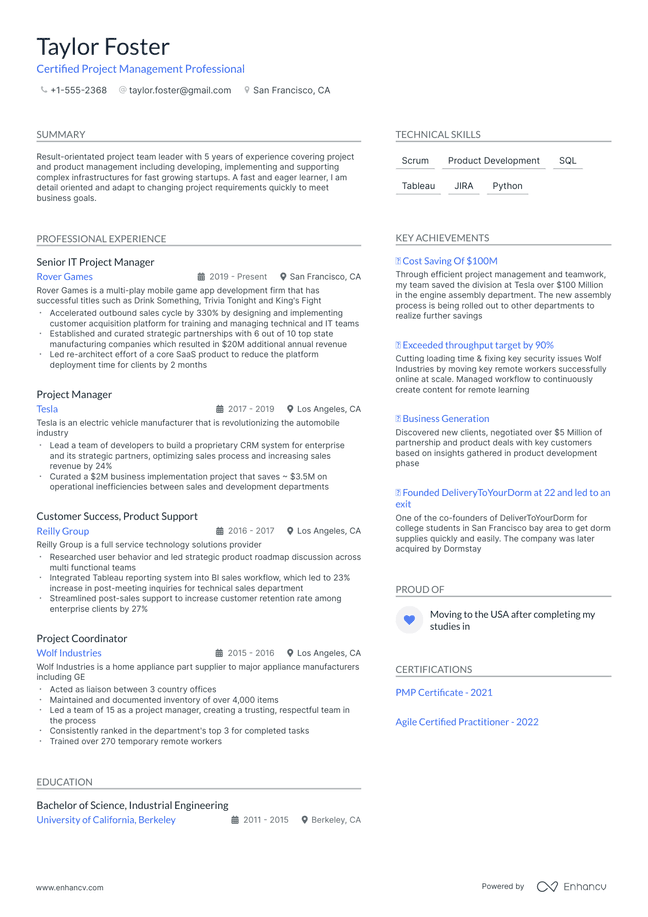 Taylor Foster
Certified Project Management Professional
+1-555-2368 taylor.foster@gmail.com San Francisco, CA
SUMMARY
Result-orientated project team leader with 5 years of experience covering project
and product management including developing, implementing and supporting
complex infrastructures for fast growing startups. A fast and eager learner, I am
detail oriented and adapt to changing project requirements quickly to meet
business goals.
PROFESSIONAL EXPERIENCE
Senior IT Project Manager
Rover Games 2019 - Present San Francisco, CA
Rover Games is a multi-play mobile game app development firm that has
successful titles such as Drink Something, Trivia Tonight and King's Fight
· Accelerated outbound sales cycle by 330% by designing and implementing
customer acquisition platform for training and managing technical and IT teams
· Established and curated strategic partnerships with 6 out of 10 top state
manufacturing companies which resulted in $20M additional annual revenue
· Led re-architect effort of a core SaaS product to reduce the platform
deployment time for clients by 2 months
Project Manager
Tesla 2017 - 2019 Los Angeles, CA
Tesla is an electric vehicle manufacturer that is revolutionizing the automobile
industry
· Lead a team of developers to build a proprietary CRM system for enterprise
and its strategic partners, optimizing sales process and increasing sales
revenue by 24%
· Curated a $2M business implementation project that saves ~ $3.5M on
operational inefficiencies between sales and development departments
Customer Success, Product Support
Reilly Group 2016 - 2017 Los Angeles, CA
Reilly Group is a full service technology solutions provider
· Researched user behavior and led strategic product roadmap discussion across
multi functional teams
· Integrated Tableau reporting system into BI sales workflow, which led to 23%
increase in post-meeting inquiries for technical sales department
· Streamlined post-sales support to increase customer retention rate among
enterprise clients by 27%
Project Coordinator
Wolf Industries 2015 - 2016 Los Angeles, CA
Wolf Industries is a home appliance part supplier to major appliance manufacturers
including GE
· Acted as liaison between 3 country offices
· Maintained and documented inventory of over 4,000 items
· Led a team of 15 as a project manager, creating a trusting, respectful team in
the process
· Consistently ranked in the department's top 3 for completed tasks
· Trained over 270 temporary remote workers
EDUCATION
Bachelor of Science, Industrial Engineering
University of California, Berkeley 2011 - 2015 Berkeley, CA
TECHNICAL SKILLS
Scrum Product Development SQL
Tableau JIRA Python
KEY ACHIEVEMENTS
Cost Saving Of $100M
Through efficient project management and teamwork,
my team saved the division at Tesla over $100 Million
in the engine assembly department. The new assembly
process is being rolled out to other departments to
realize further savings
Exceeded throughput target by 90%
Cutting loading time & fixing key security issues Wolf
Industries by moving key remote workers successfully
online at scale. Managed workflow to continuously
create content for remote learning
Business Generation
Discovered new clients, negotiated over $5 Million of
partnership and product deals with key customers
based on insights gathered in product development
phase
Founded DeliveryToYourDorm at 22 and led to an
exit
One of the co-founders of DeliverToYourDorm for
college students in San Francisco bay area to get dorm
supplies quickly and easily. The company was later
acquired by Dormstay
PROUD OF
Moving to the USA after completing my
studies in
CERTIFICATIONS
PMP Certificate - 2021
Agile Certified Practitioner - 2022
www.enhancv.com
Powered by Enhancv